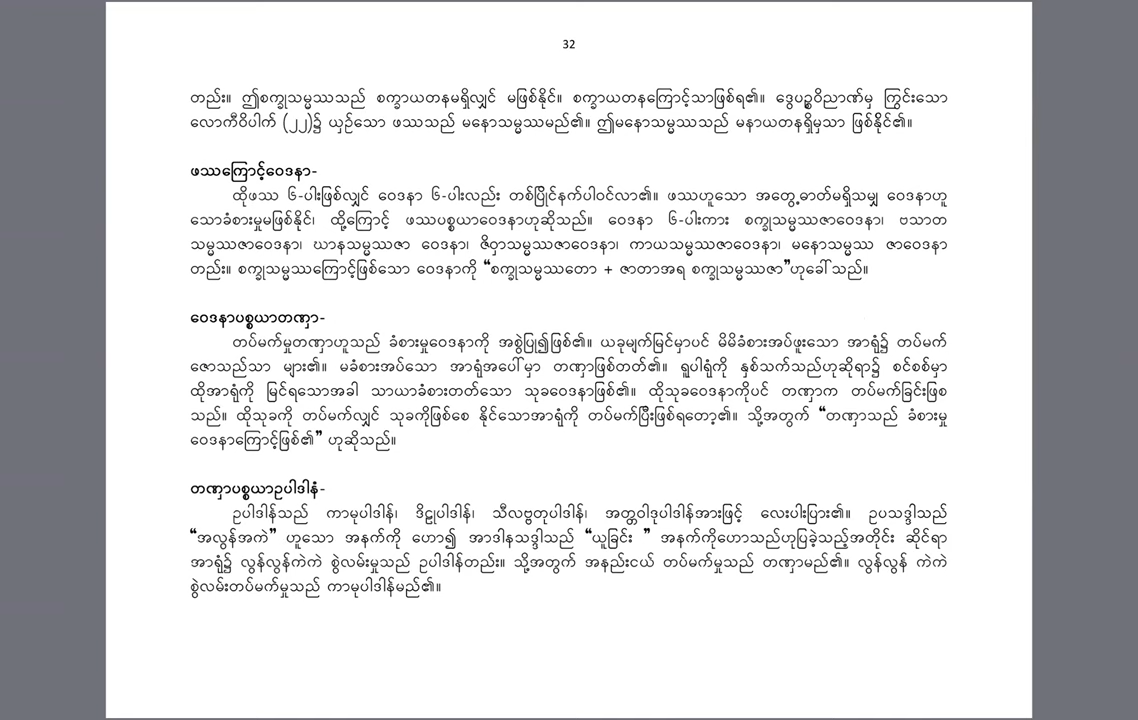 32
တည်း။ ဤစက္ခုသမ္မဿသည် စက္ခာယတနမရှိလျှင် မဖြစ်နိုင်။ စက္ခာယတနကြောင့်သာဖြစ်ရ၏။ ဒွေပဉ္စဝိညာဏ်မှ ကြွင်းသော
လောကီဝိပါက် (၂၂)၌ ယှဉ်သော ဖဿသည် မနောသမ္မဿမည်၏။ ဤမနောသမ္မဿသည် မနာယတနရှိမှသာ ဖြစ်နိုင်၏။
ဖဿကြောင့်ဝေဒနာ-
ထိုဖဿ ၆-ပါးဖြစ်လျှင် ဝေဒနာ ၆-ပါးလည်း တစ်ပြိုင်နက်ပါဝင်လာ၏။ ဖဿဟူသော အတွေ့ဓာတ်မရှိသမျှ ဝေဒနာဟူ
သောခံစားမှုမဖြစ်နိုင်၊ ထို့ကြောင့် ဖဿပစ္စယာဝေဒနာဟုဆိုသည်။ ဝေဒနာ ၆-ပါးကား စက္ခုသမ္မဿဇာဝေဒနာ၊ ဗသာတ
သမ္မဿဇာဝေဒနာ၊ ဃာနသမ္မဿဇာ ဝေဒနာ၊ ဇိဝှာသမ္မဿဇာဝေဒနာ၊ ကာယသမ္မဿဇာဝေဒနာ၊ မနောသမ္မဿ ဇာဝေဒနာ
တည်း။ စက္ခုသမ္မဿကြောင့်ဖြစ်သော ဝေဒနာကို “စက္ခုသမ္မဿတော + ဇာတာအရ စက္ခုသမ္မဿဇာ”ဟုခေါ်သည်။
ဝေဒနာပစ္စယာတဏှာ-
တပ်မက်မှုတဏှာဟူသည် ခံစားမှုဝေဒနာကို အစွဲပြု၍ဖြစ်၏။ ယခုမျက်မြင်မှာပင် မိမိခံစားအပ်ဖူးသော အာရုံ၌ တပ်မက်
ဇောသည်သာ များ၏။ မခံစားအပ်သော အာရုံအပေါ်မှာ တဏှာဖြစ်တတ်၏။ ရူပါရုံကို နှစ်သက်သည်ဟုဆိုရာ၌ စင်စစ်မှာ
ထိုအာရုံကို မြင်ရသောအခါ သာယာခံစားတတ်သော သုခဝေဒနာဖြစ်၏။ ထိုသုခဝေဒနာကိုပင် တဏှာက တပ်မက်ခြင်းဖြစ
သည်။ ထိုသုခကို တပ်မက်လျှင် သုခကိုဖြစ်စေ နိုင်သောအာရုံကို တပ်မက်ပြီးဖြစ်ရတော့၏။ သို့အတွက် “တဏှာသည် ခံစားမှု
ဝေဒနာကြောင့်ဖြစ်၏” ဟုဆိုသည်။
တဏှာပစ္စယာဥပါဒါနံ-
ဥပါဒါန်သည် ကာမုပါဒါန်၊ ဒိဋ္ဌုပါဒါန်၊ သီလဗ္ဗတုပါဒါန်၊ အတ္တဝါဒုပါဒါန်အားဖြင့် လေးပါးပြား၏။ ဥပသဒ္ဒါသည်
“အလွန်အကဲ” ဟူသော အနက်ကို ဟော၍ အာဒါနသဒ္ဒါသည် “ယူခြင်း ” အနက်ကိုဟောသည်ဟုပြခဲ့သည့်အတိုင်း ဆိုင်ရာ
အာရုံ၌ လွန်လွန်ကဲကဲ စွဲလမ်းမှုသည် ဥပါဒါန်တည်း။ သို့အတွက် အနည်းငယ် တပ်မက်မှုသည် တဏှာမည်၏။ လွန်လွန် ကဲကဲ
စွဲလမ်းတပ်မက်မှုသည် ကာမုပါဒါန်မည်၏။